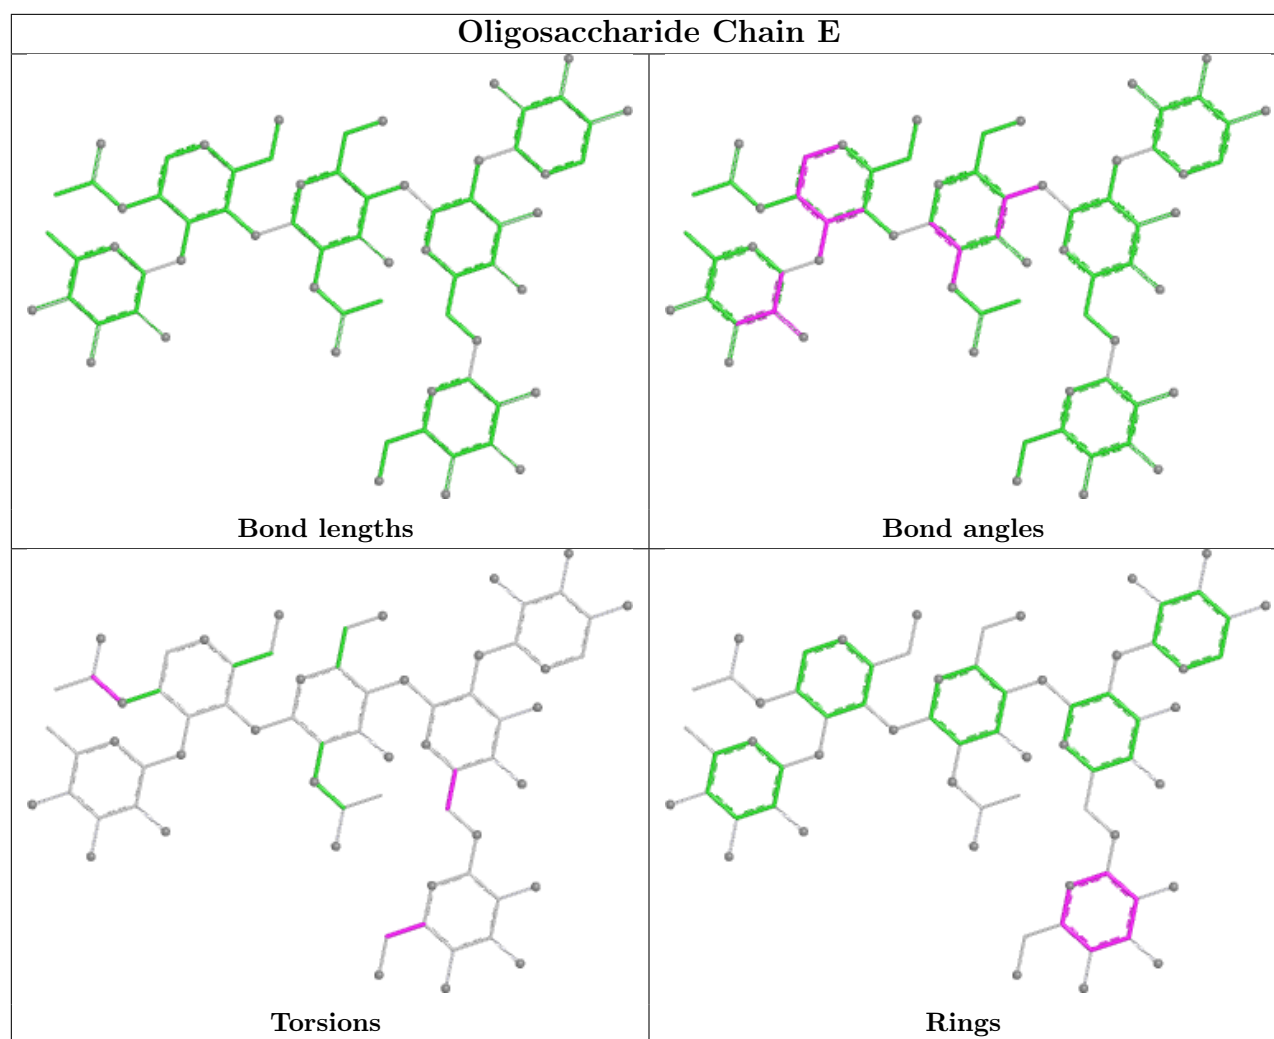 Oligosaccharide Chain E
Bond lengths
Bond angles
Torsions
Rings